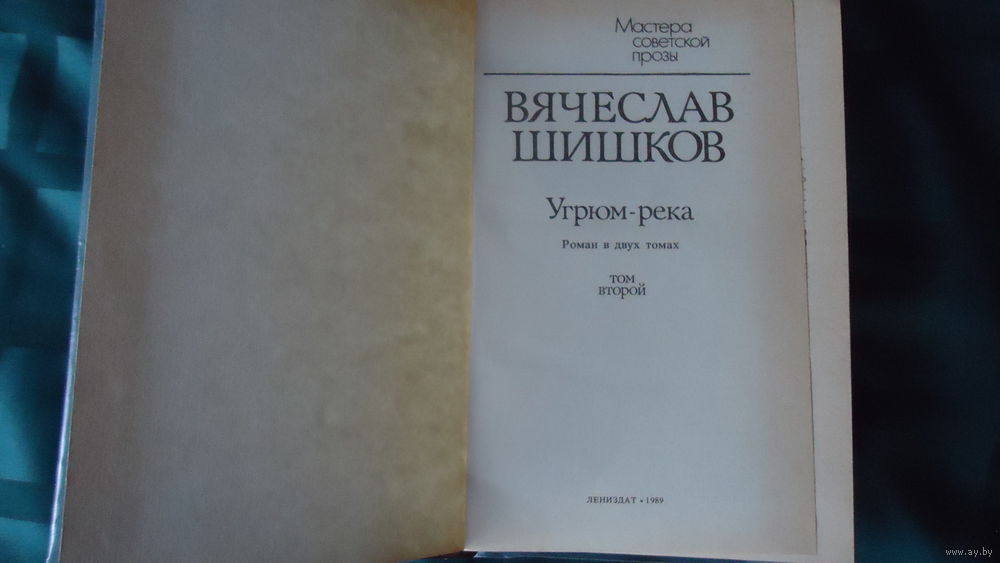 Мастера
советской
прозы
ВЯЧЕСЛАВ
ШИШКОВ
Угрюм-река
Роман в двух томах
ТОМ
ВТОРОЙ
ЛЕНИЗДАТ • 1989
www.ay.by